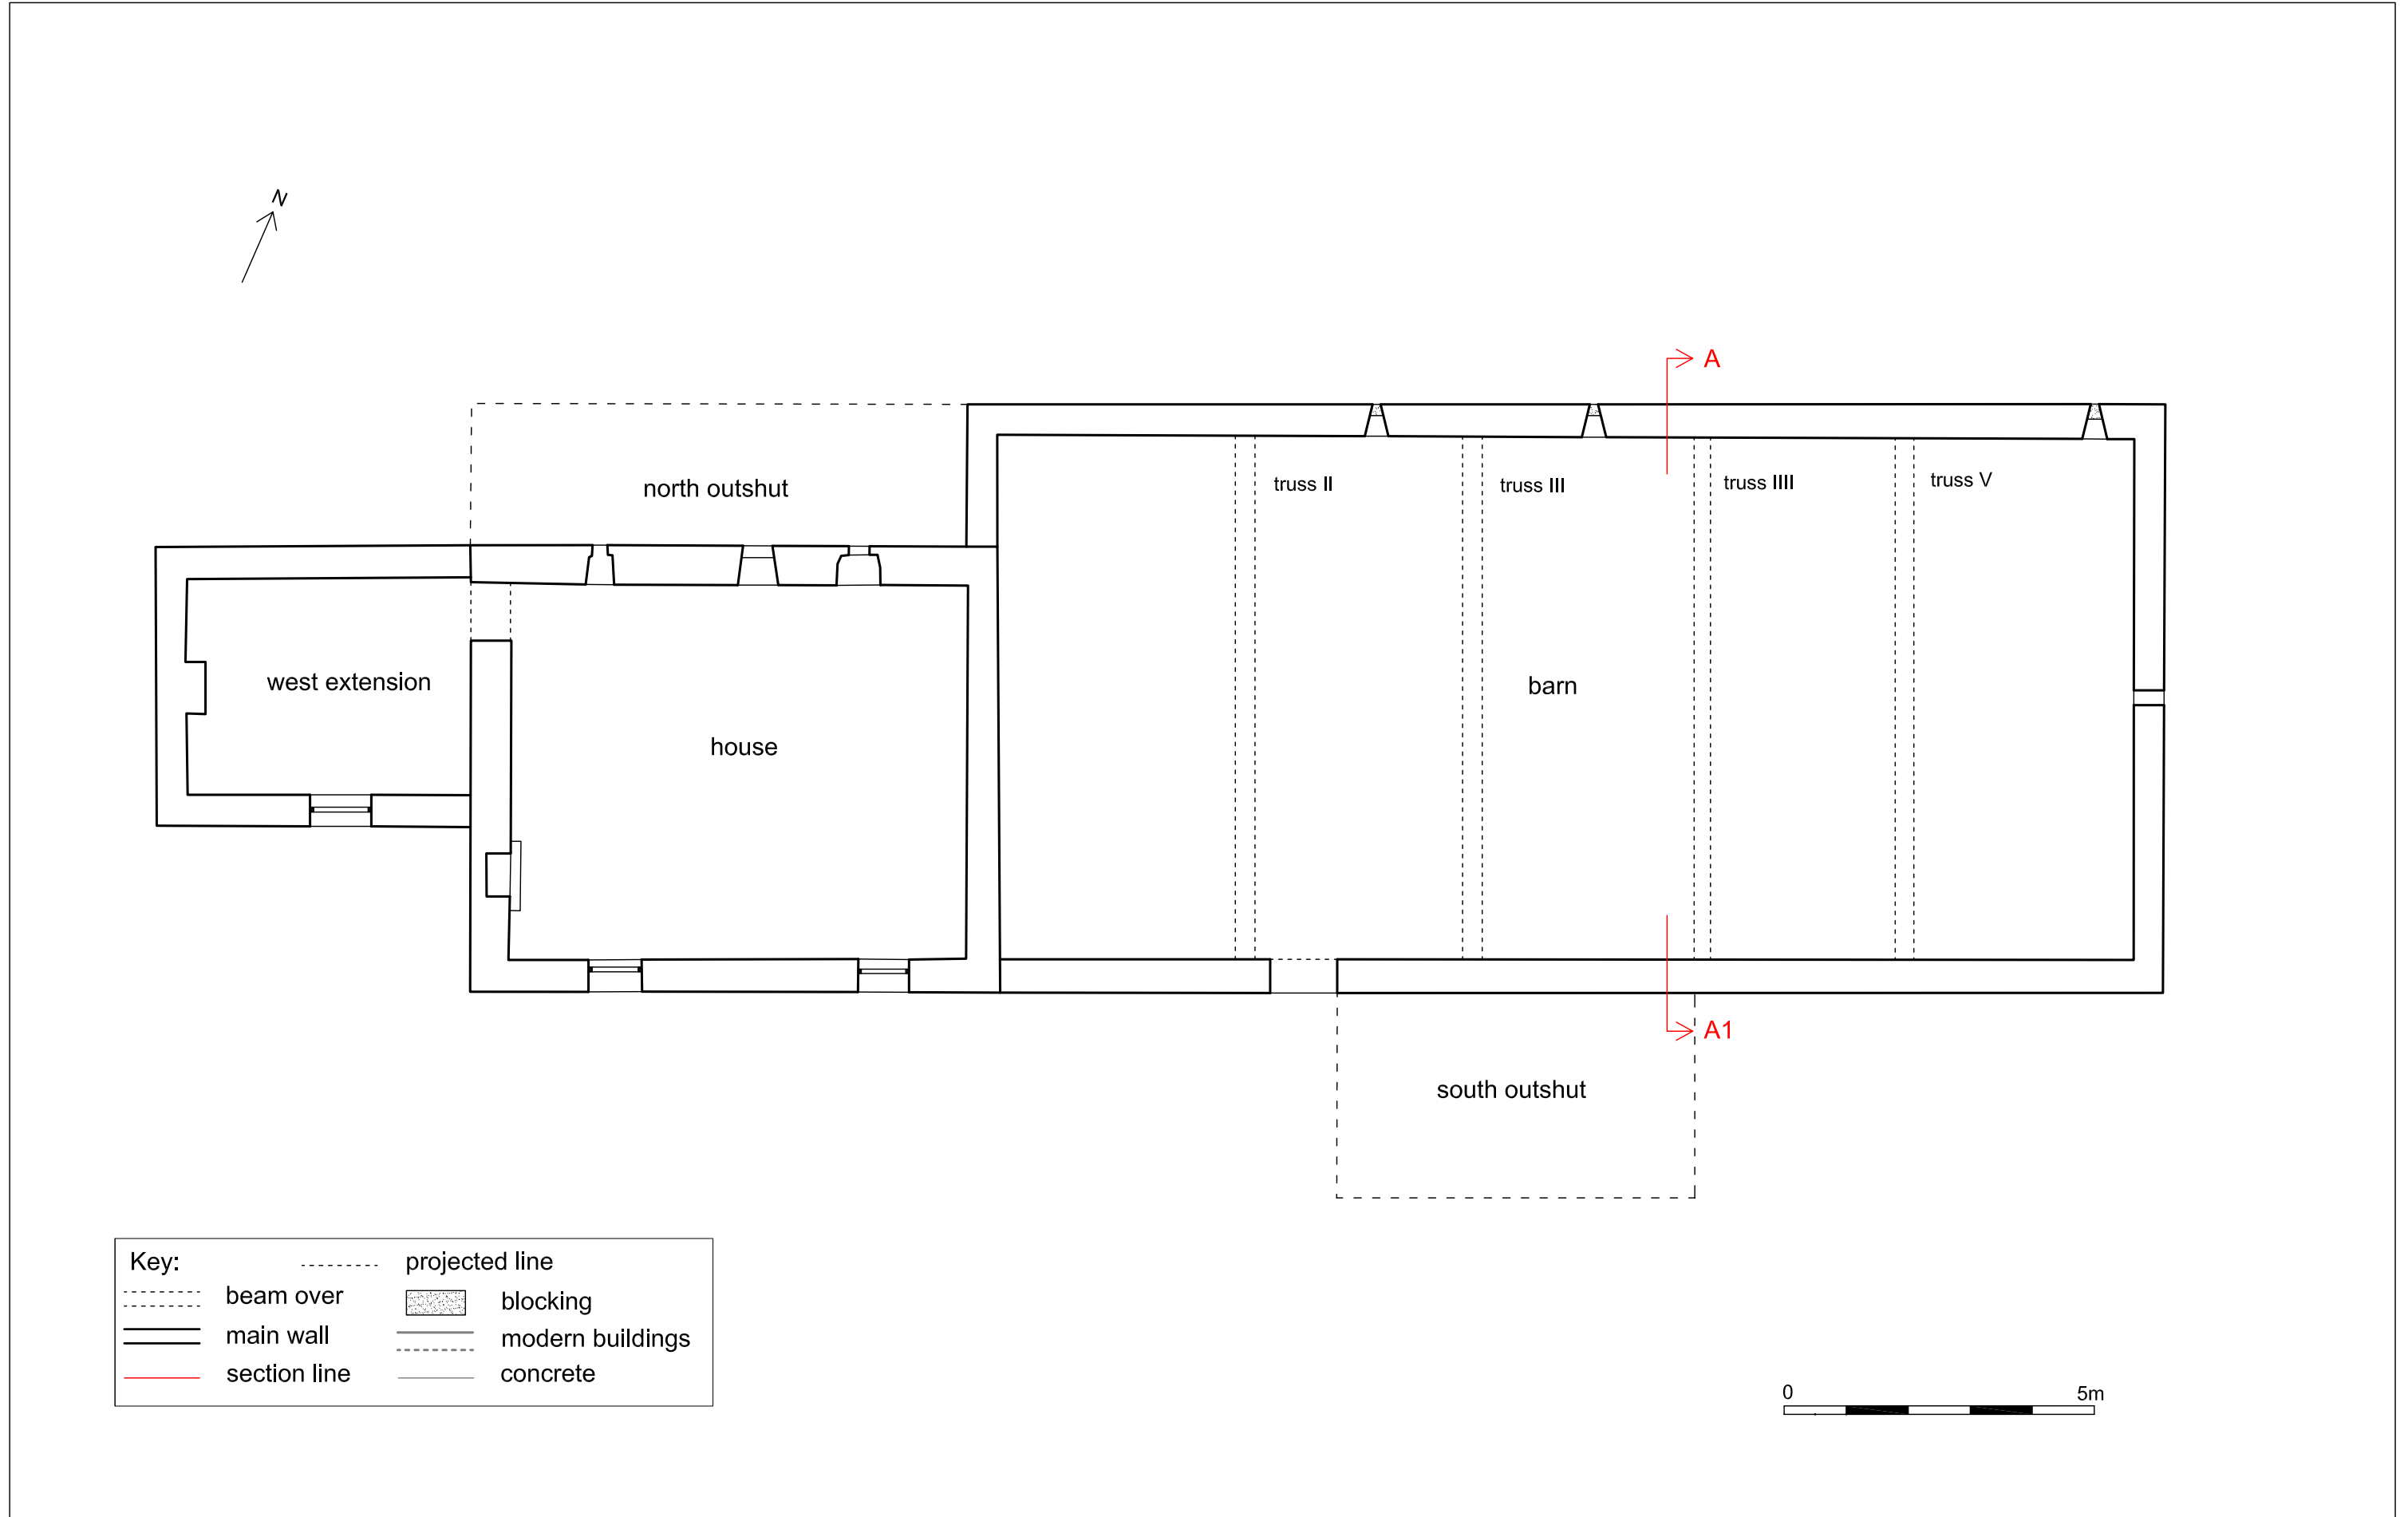 N
A
north outshut
truss II
truss III
truss IIII
truss V
west extension
barn
house
A1
south outshut
Key:
projected line
beam over
blocking
main wall
modern buildings
section line
concrete
0
5m